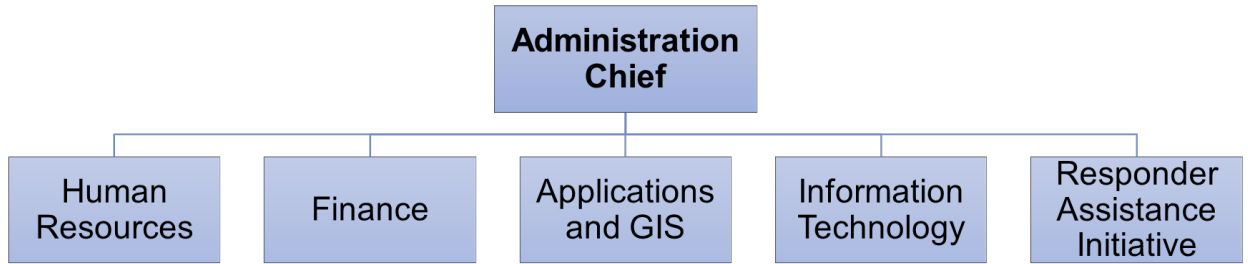 Administration
Chief
Human
Resources
Finance
Applications
and GIS
Information
Technology
Responder
Assistance
Initiative